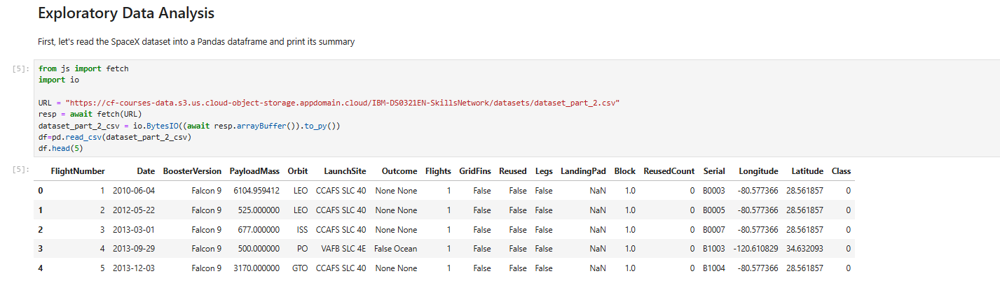 Exploratory Data Analysis
First, let's read the SpaceX dataset into a Pandas dataframe and print its summary
[5]: from js import fetch
import io
URL = "https://cf-courses-data.s3.us.cloud-object-storage.appdomain.cloud/IBM-DS0321EN-SkillsNetwork/datasets/dataset_part_2.csv"
resp = await fetch(URL)
dataset_part_2_csv = io.BytesIO((await resp.arrayBuffer()).to_py())
df=pd.read_csv(dataset_part_2_csv)
df.head(5)
[5]: FlightNumber Date BoosterVersion PayloadMass Orbit LaunchSite Outcome Flights GridFins Reused Legs LandingPad Block ReusedCount Serial Longitude Latitude Class
0 1 2010-06-04 Falcon 9 6104.959412 LEO CCAFS SLC 40 None None 1 False False False NaN 1.0 0 B0003 -80.577366 28.561857 0
1 2 2012-05-22 Falcon 9 525.000000 LEO CCAFS SLC 40 None None 1 False False False NaN 1.0 0 B0005 -80.577366 28.561857 0
2 3 2013-03-01 Falcon 9 677.000000 ISS CCAFS SLC 40 None None 1 False False False NaN 1.0 0 B0007 -80.577366 28.561857 0
3 4 2013-09-29 Falcon 9 500.000000 PO VAFB SLC 4E False Ocean 1 False False False NaN 1.0 0 B1003 -120.610829 34.632093 0
4 5 2013-12-03 Falcon 9 3170.000000 GTO CCAFS SLC 40 None None 1 False False False NaN 1.0 0 B1004 -80.577366 28.561857 0